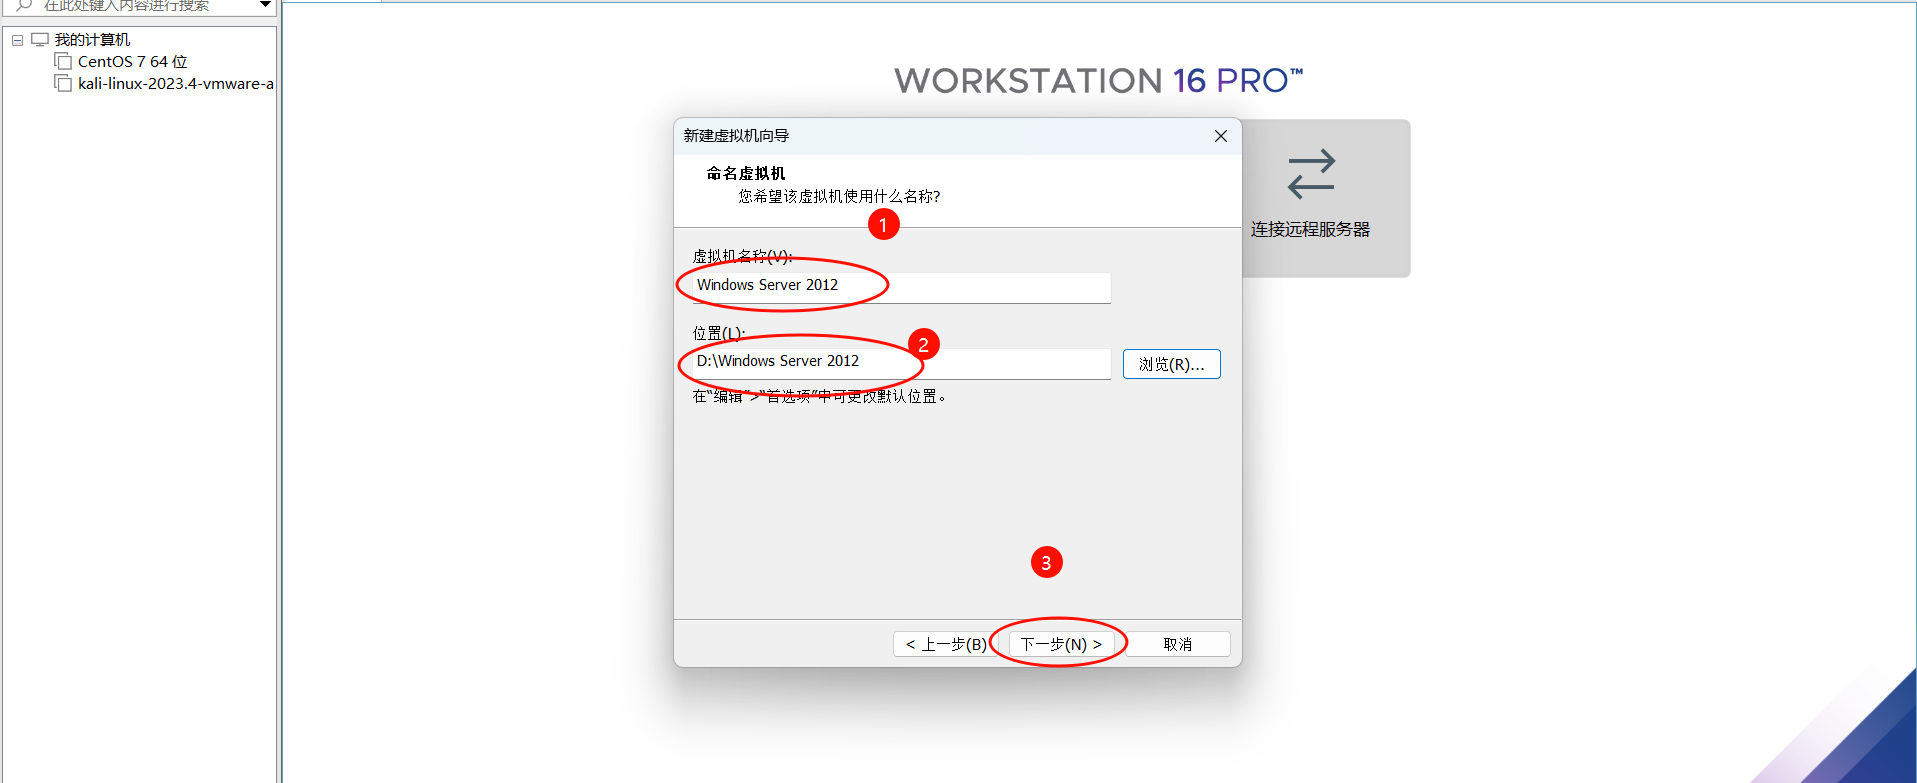 在此处键入内容进行搜索
我的计算机
CentOS 7 64 位
kali-linux-2023.4-vmware-a
WORKSTATION 16 PRO™
连接远程服务器
新建虚拟机向导
命名虚拟机
您希望该虚拟机使用什么名称?
1
虚拟机名称(V):
Windows Server 2012
位置(L):
2
D:\Windows Server 2012
浏览(R)...
在“编辑”>“首选项”中可更改默认位置。
3
< 上一步(B)
下一步(N) >
取消